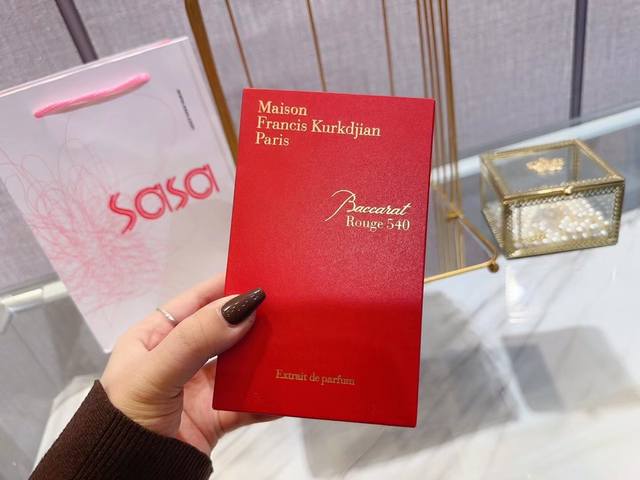 Maison
Francis Kurkdjian
Paris
Baccarat
Rouge 540
Extrait de parfum
sasa